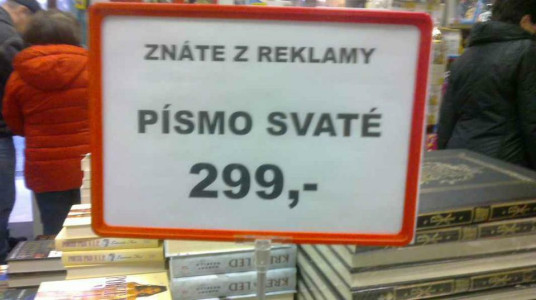 ZNÁTE Z REKLAMY
PÍSMO SVATÉ
299,-